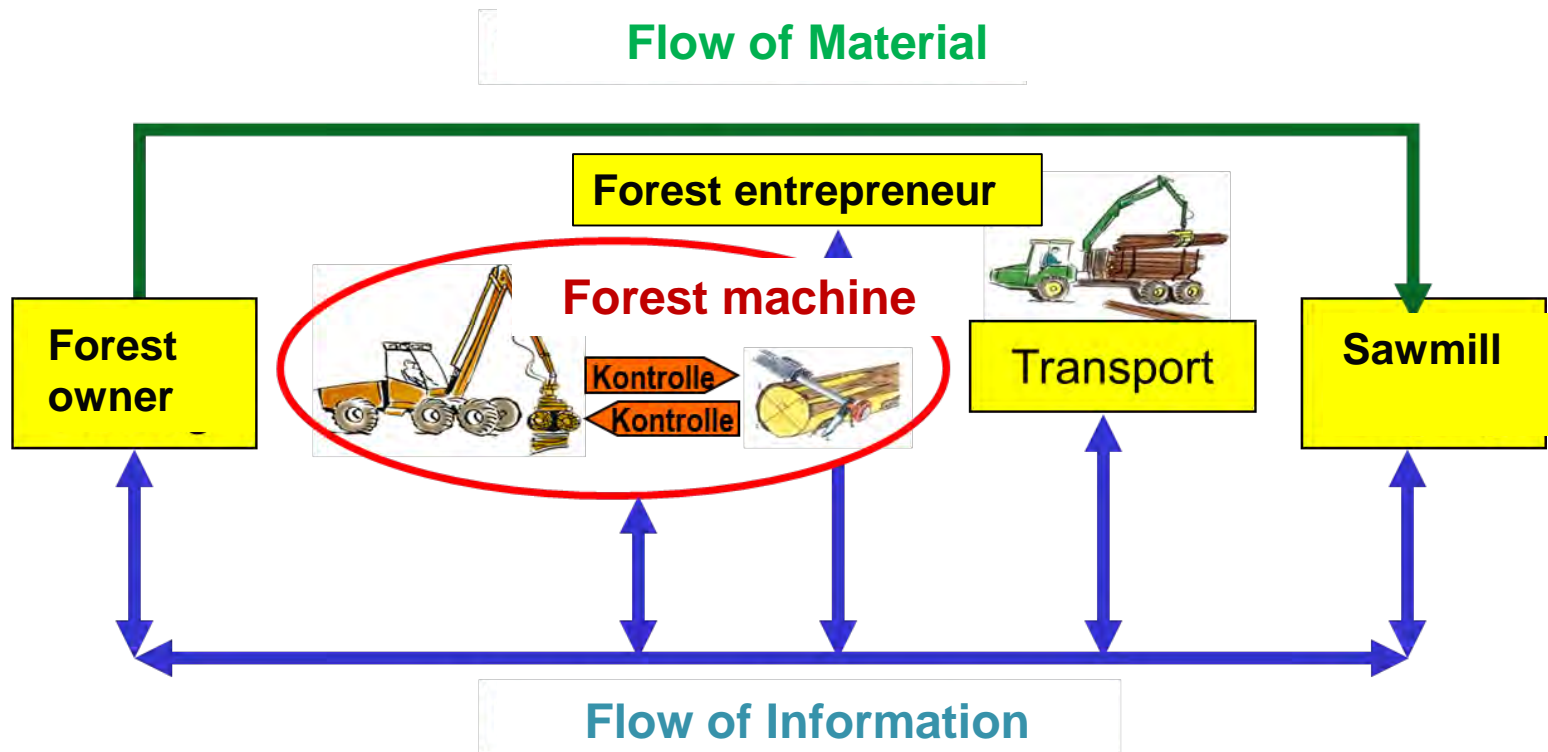 Flow of Material
Forest entrepreneur
Forest machine
Forest
owner
Kontrolle
Kontrolle
Transport
Sawmill
Flow of Information